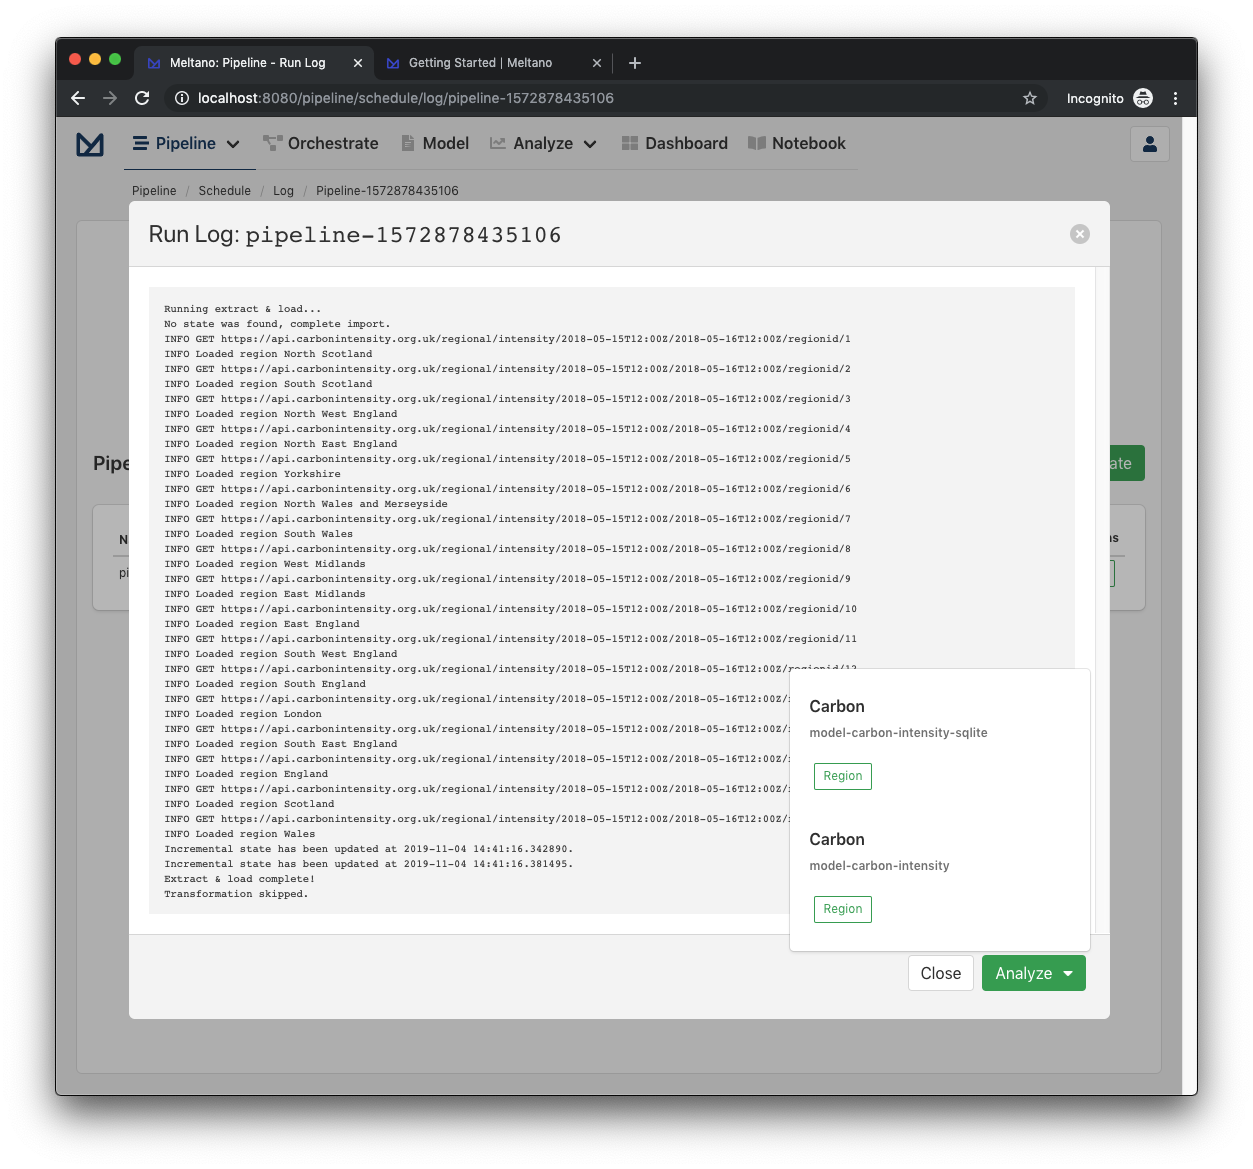 Meltano: Pipeline - Run Log
Getting Started | Meltano
localhost:8080/pipeline/schedule/log/pipeline-1572878435106
Incognito
Pipeline Orchestrate Model Analyze Dashboard Notebook
Pipeline / Schedule / Log / Pipeline-1572878435106
Run Log: pipeline-1572878435106
Running extract & load...
No state was found, complete import.
INFO GET https://api.carbonintensity.org.uk/regional/intensity/2018-05-15T12:00Z/2018-05-16T12:00Z/regionid/1
INFO Loaded region North Scotland
INFO GET https://api.carbonintensity.org.uk/regional/intensity/2018-05-15T12:00Z/2018-05-16T12:00Z/regionid/2
INFO Loaded region South Scotland
INFO GET https://api.carbonintensity.org.uk/regional/intensity/2018-05-15T12:00Z/2018-05-16T12:00Z/regionid/3
INFO Loaded region North West England
INFO GET https://api.carbonintensity.org.uk/regional/intensity/2018-05-15T12:00Z/2018-05-16T12:00Z/regionid/4
INFO Loaded region North East England
INFO GET https://api.carbonintensity.org.uk/regional/intensity/2018-05-15T12:00Z/2018-05-16T12:00Z/regionid/5
INFO Loaded region Yorkshire
INFO GET https://api.carbonintensity.org.uk/regional/intensity/2018-05-15T12:00Z/2018-05-16T12:00Z/regionid/6
INFO Loaded region North Wales and Merseyside
INFO GET https://api.carbonintensity.org.uk/regional/intensity/2018-05-15T12:00Z/2018-05-16T12:00Z/regionid/7
INFO Loaded region South Wales
INFO GET https://api.carbonintensity.org.uk/regional/intensity/2018-05-15T12:00Z/2018-05-16T12:00Z/regionid/8
INFO Loaded region West Midlands
INFO GET https://api.carbonintensity.org.uk/regional/intensity/2018-05-15T12:00Z/2018-05-16T12:00Z/regionid/9
INFO Loaded region East Midlands
INFO GET https://api.carbonintensity.org.uk/regional/intensity/2018-05-15T12:00Z/2018-05-16T12:00Z/regionid/10
INFO Loaded region East England
INFO GET https://api.carbonintensity.org.uk/regional/intensity/2018-05-15T12:00Z/2018-05-16T12:00Z/regionid/11
INFO Loaded region South West England
INFO GET https://api.carbonintensity.org.uk/regional/intensity/2018-05-15T12:00Z/2018-05-16T12:00Z/regionid/12
INFO Loaded region South England
INFO GET https://api.carbonintensity.org.uk/regional/intensity/2018-05-15T12:00Z/2018-05-16T12:00Z/
INFO Loaded region London
INFO GET https://api.carbonintensity.org.uk/regional/intensity/2018-05-15T12:00Z/2018-05-16T12:00Z/
INFO Loaded region South East England
INFO GET https://api.carbonintensity.org.uk/regional/intensity/2018-05-15T12:00Z/2018-05-16T12:00Z/
INFO Loaded region England
INFO GET https://api.carbonintensity.org.uk/regional/intensity/2018-05-15T12:00Z/2018-05-16T12:00Z/
INFO Loaded region Scotland
INFO GET https://api.carbonintensity.org.uk/regional/intensity/2018-05-15T12:00Z/2018-05-16T12:00Z/
INFO Loaded region Wales
Incremental state has been updated at 2019-11-04 14:41:16.342890.
Incremental state has been updated at 2019-11-04 14:41:16.381495.
Extract & load complete!
Transformation skipped.
Carbon
model-carbon-intensity-sqlite
Region
Carbon
model-carbon-intensity
Region
Close
Analyze